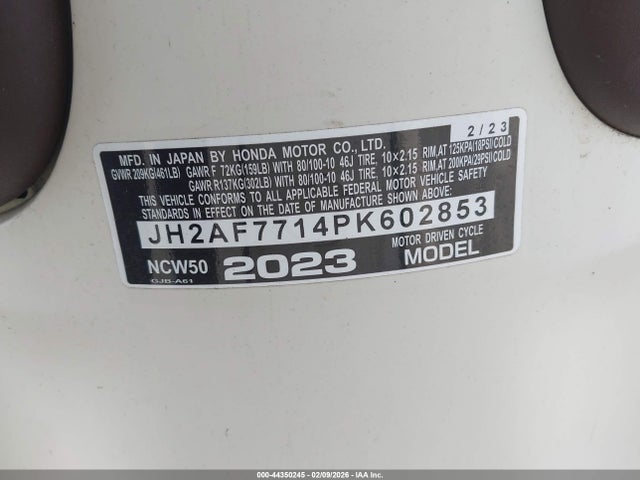 2/23
MFD. IN JAPAN BY HONDA MOTOR CO., LTD.
GVWR.209KG(461LB) GAWR F 72KG(159LB) WITH 80/100-10 46J TIRE, 10×2.15 RIM,AT 125KPA(18PSI)COLD
GAWR R137KG(302LB) WITH 80/100-10 46J TIRE, 10×2.15 RIM,AT 200KPA(29PSI)COLD
THIS VEHICLE CONFORMS TO ALL APPLICABLE FEDERAL MOTOR VEHICLE
SAFETY STANDARDS IN EFFECT ON THE DATE OF MANUFACTURE SHOWN ABOVE.
JH2AF7714PK602853
MOTOR DRIVEN CYCLE
NCW50 2023 MODEL
GJB-A61
000-44350245 - 02/09/2026 - IAA Inc.